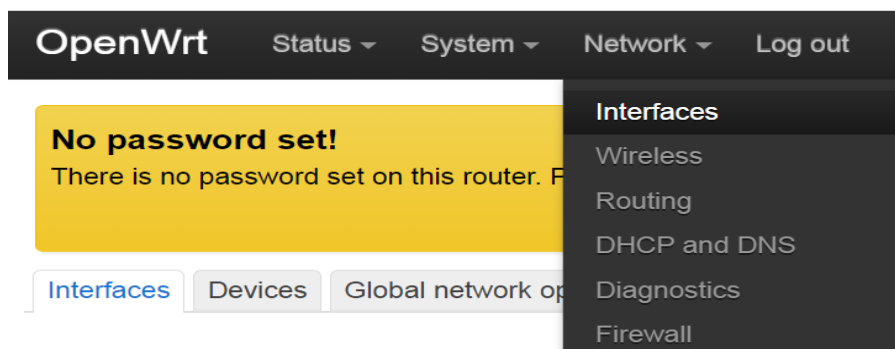 OpenWrt Status System Network Log out
Interfaces
Wireless
Routing
DHCP and DNS
Diagnostics
Firewall
No password set!
There is no password set on this router.
Interfaces Devices Global network